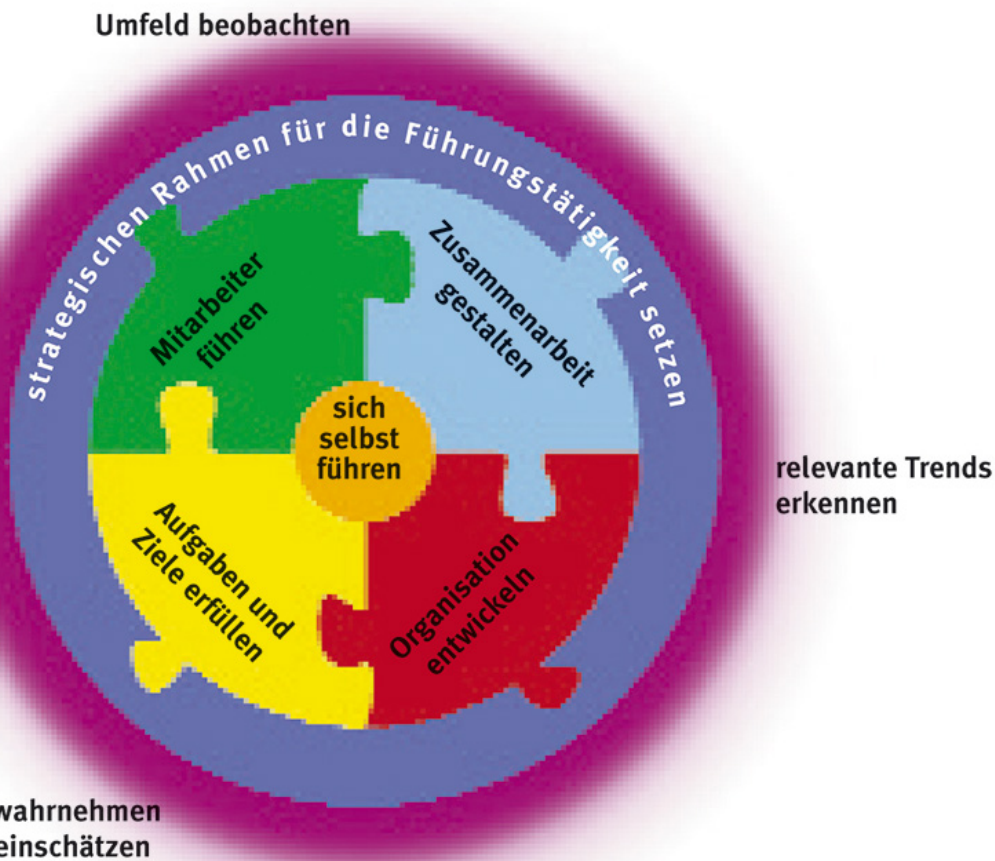 Umfeld beobachten
strategischen Rahmen für die Führungstätigkeit setzen
Mitarbeiter
führen
Zusammenarbeit
gestalten
sich
selbst
führen
relevante Trends
erkennen
Aufgaben und
Ziele erfüllen
Organisation
entwickeln
wahrnehmen
einschätzen